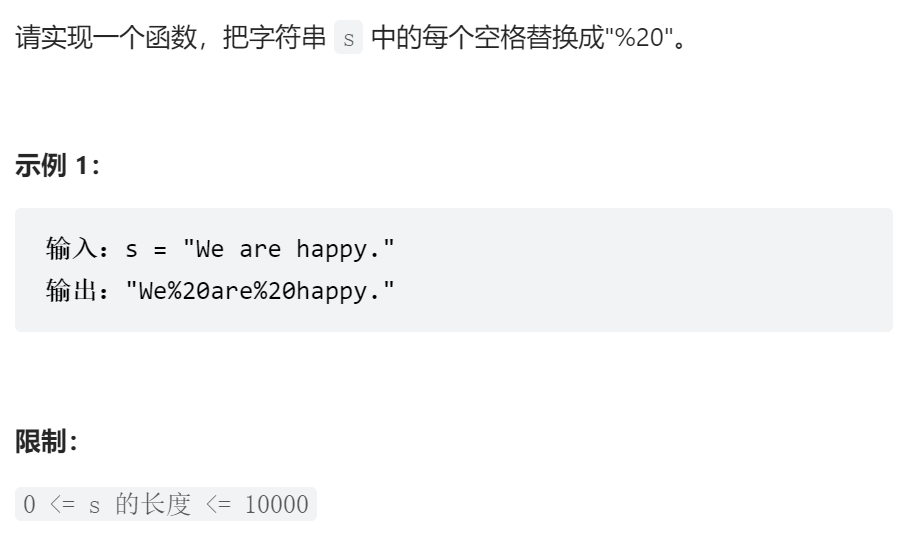 请实现一个函数，把字符串 s 中的每个空格替换成"%20"。
示例 1：
输入：s = "We are happy."
输出："We%20are%20happy."
限制：
0 <= s 的长度 <= 10000